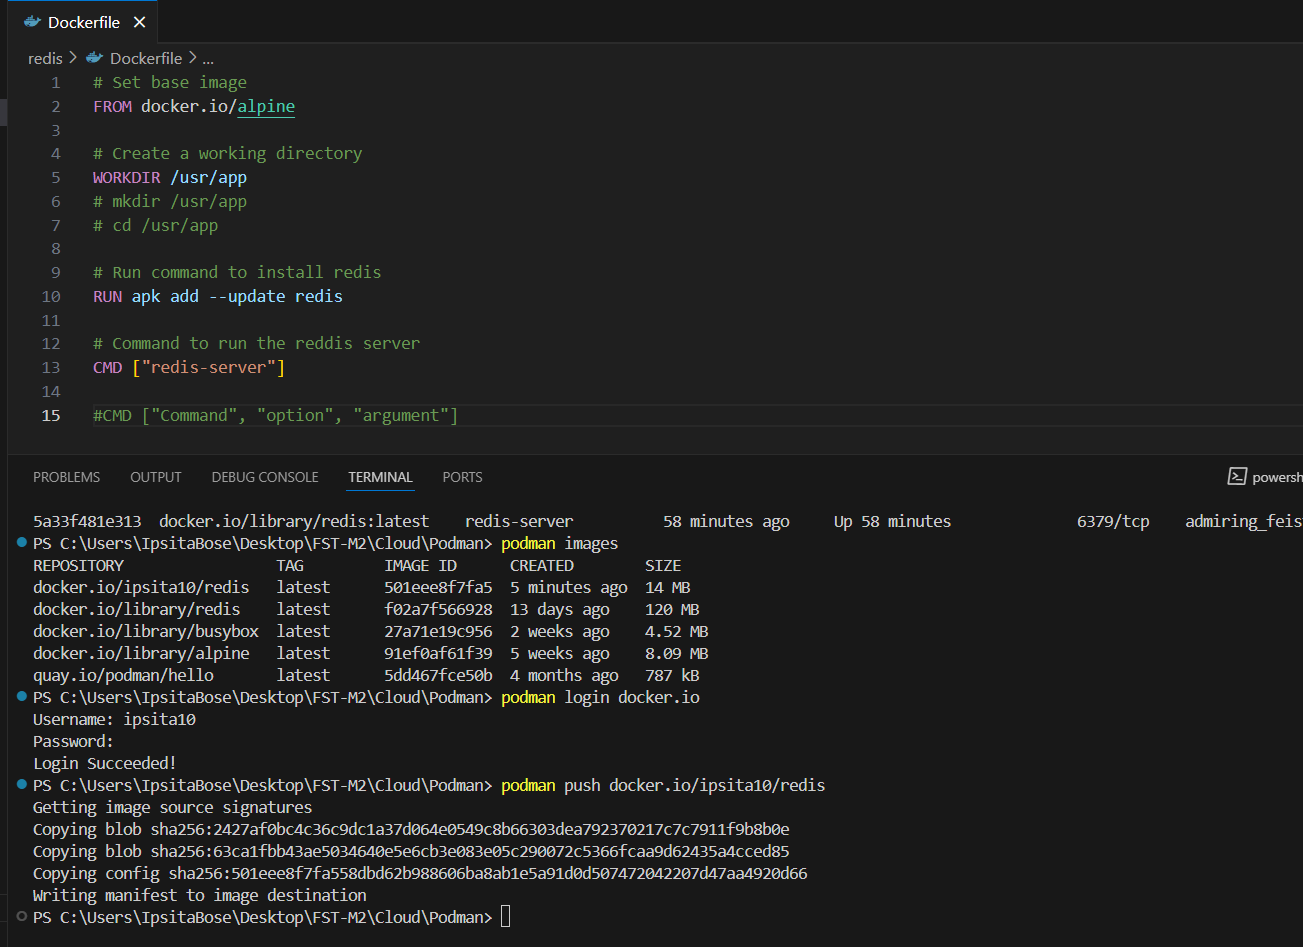 Dockerfile
redis > Dockerfile > ...
1 # Set base image
2 FROM docker.io/alpine
3
4 # Create a working directory
5 WORKDIR /usr/app
6 # mkdir /usr/app
7 # cd /usr/app
8
9 # Run command to install redis
10 RUN apk add --update redis
11
12 # Command to run the reddis server
13 CMD ["redis-server"]
14
15 #CMD ["Command", "option", "argument"]
PROBLEMS OUTPUT DEBUG CONSOLE TERMINAL PORTS powersh
5a33f481e313 docker.io/library/redis:latest redis-server 58 minutes ago Up 58 minutes 6379/tcp admiring_feis
PS C:\Users\IpsitaBose\Desktop\FST-M2\Cloud\Podman> podman images
REPOSITORY TAG IMAGE ID CREATED SIZE
docker.io/ipsita10/redis latest 501eee8f7fa5 5 minutes ago 14 MB
docker.io/library/redis latest f02a7f566928 13 days ago 120 MB
docker.io/library/busybox latest 27a71e19c956 2 weeks ago 4.52 MB
docker.io/library/alpine latest 91ef0af61f39 5 weeks ago 8.09 MB
quay.io/podman/hello latest 5dd467fce50b 4 months ago 787 kB
PS C:\Users\IpsitaBose\Desktop\FST-M2\Cloud\Podman> podman login docker.io
Username: ipsita10
Password:
Login Succeeded!
PS C:\Users\IpsitaBose\Desktop\FST-M2\Cloud\Podman> podman push docker.io/ipsita10/redis
Getting image source signatures
Copying blob sha256:2427af0bc4c36c9dc1a37d064e0549c8b66303dea792370217c7c7911f9b8b0e
Copying blob sha256:63ca1fbb43ae5034640e5e6cb3e083e05c290072c5366fcaa9d62435a4cced85
Copying config sha256:501eee8f7fa558dbd62b988606ba8ab1e5a91d0d507472042207d47aa4920d66
Writing manifest to image destination
PS C:\Users\IpsitaBose\Desktop\FST-M2\Cloud\Podman>